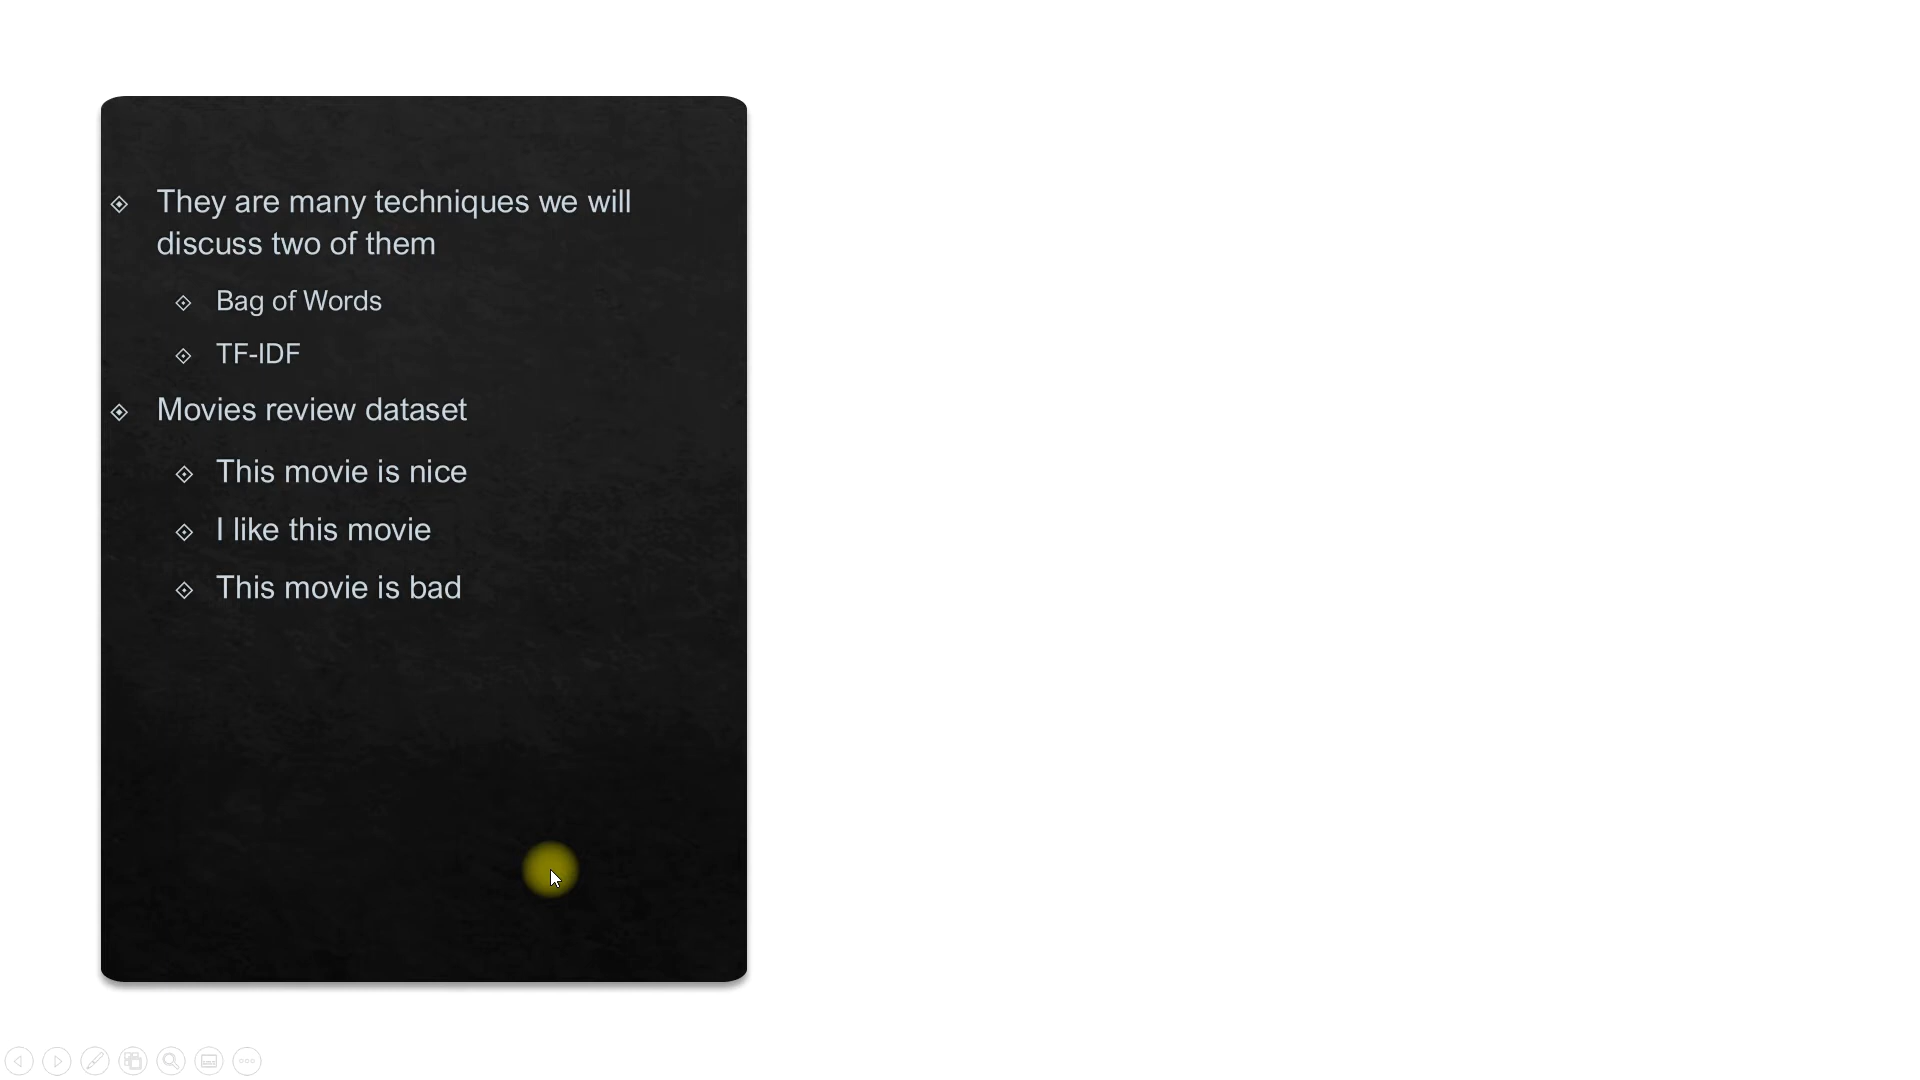 They are many techniques we will
discuss two of them
Bag of Words
TF-IDF
Movies review dataset
This movie is nice
I like this movie
This movie is bad